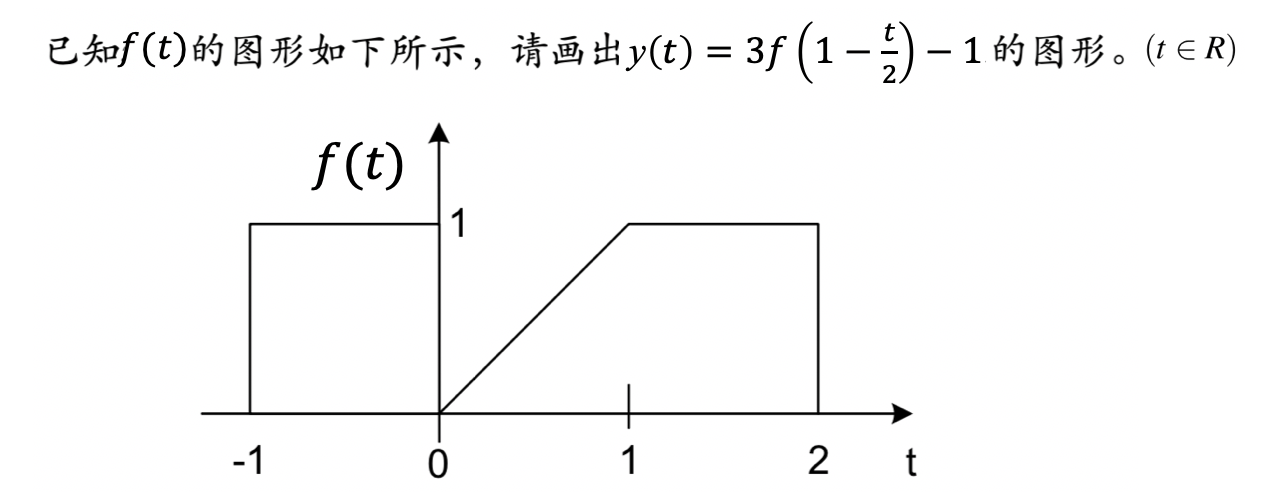 已知f(t)的图形如下所示，请画出y(t) = 3f(1 − t/2) − 1 的图形。(t ∈ R)
f(t)
1
-1 0 1 2 t